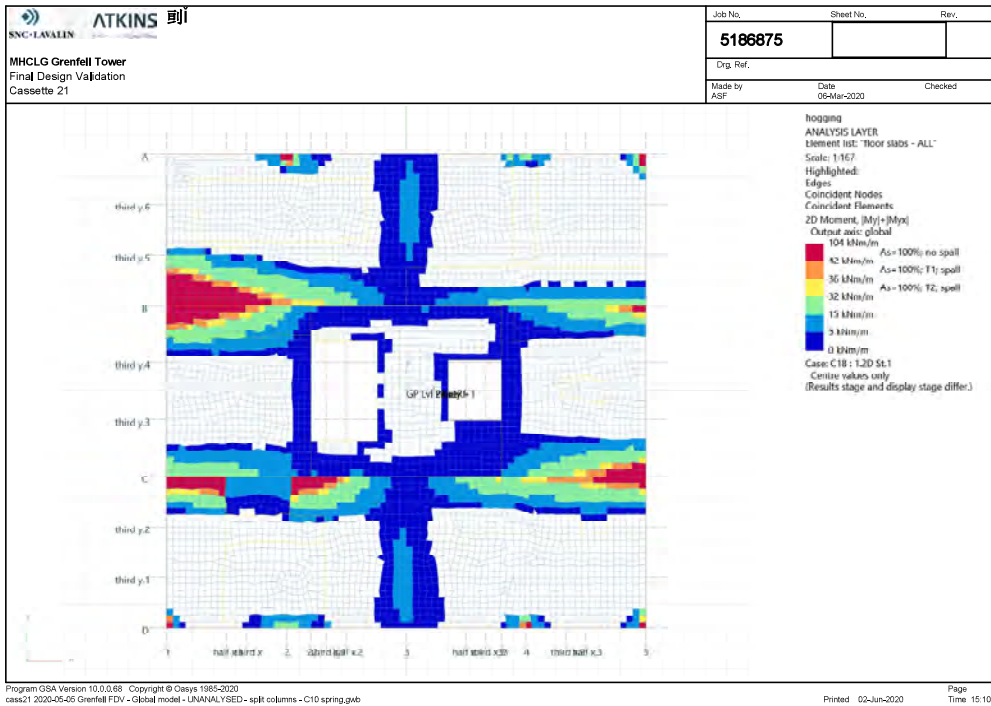 SNC•LAVALIN ATKINS
MHCLG Grenfell Tower
Final Design Validation
Cassette 21
Job No.
Sheet No.
Rev.
5186875
Drg. Ref.
Made by
ASF
Date
06-Mar-2020
Checked
hogging
ANALYSIS LAYER
Element list: "floor slabs - ALL"
Scale: 1:167
Highlighted:
Edges
Coincident Nodes
Coincident Elements
2D Moment, |My|+|Myx|
Output axis: global
104 kNm/m
As=100%; no spall
42 kNm/m
As=100%; T1; spall
36 kNm/m
As=100%; T2; spall
32 kNm/m
15 kNm/m
5 kNm/m
0 kNm/m
Case: C18 : 1.2D St.1
Centre values only
(Results stage and display stage differ.)
A
third y.6
third y.5
B
third y.4
GP Lvl
third y.3
C
third y.2
third y.1
D
1
2
3
4
third half x.3
5
Program GSA Version 10.0.0.68 Copyright © Oasys 1985-2020
cass21 2020-05-05 Grenfell FDV - Global model - UNANALYSED - split columns - C10 spring.gwb
Page
Printed 02-Jun-2020
Time 15:10